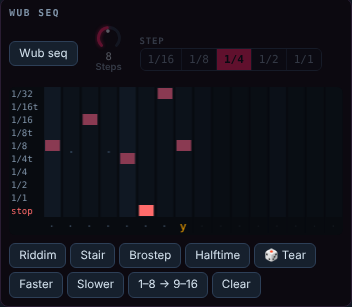 WUB SEQ
Wub seq
8
Steps
STEP
1/16 1/8 1/4 1/2 1/1
1/32
1/16t
1/16
1/8t
1/8
1/4t
1/4
1/2
1/1
stop
y
Riddim Stair Brostep Halftime 🎲 Tear
Faster Slower 1–8 → 9–16 Clear